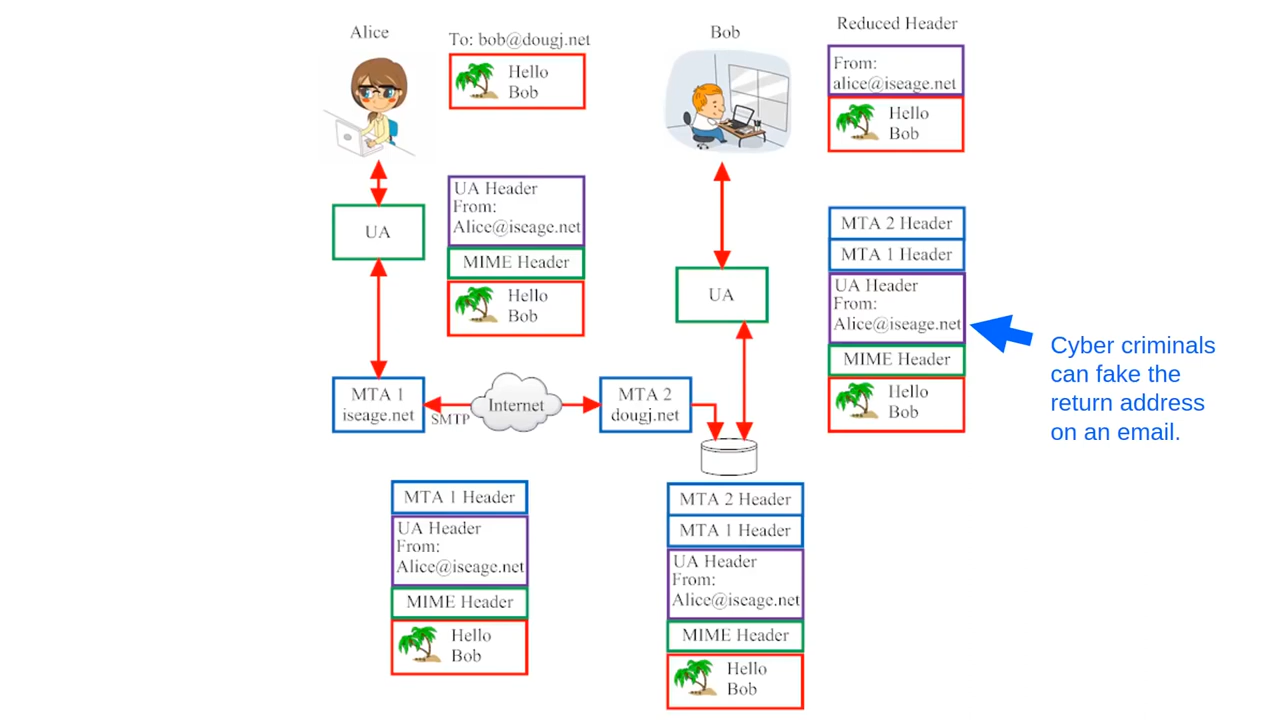 Alice
To: bob@dougj.net
Hello
Bob
Bob
Reduced Header
From:
alice@iseage.net
Hello
Bob
UA
UA Header
From:
Alice@iseage.net
MIME Header
Hello
Bob
UA
MTA 2 Header
MTA 1 Header
UA Header
From:
Alice@iseage.net
MIME Header
Hello
Bob
Cyber criminals
can fake the
return address
on an email.
MTA 1
iseage.net
SMTP
Internet
MTA 2
dougj.net
MTA 1 Header
UA Header
From:
Alice@iseage.net
MIME Header
Hello
Bob
MTA 2 Header
MTA 1 Header
UA Header
From:
Alice@iseage.net
MIME Header
Hello
Bob